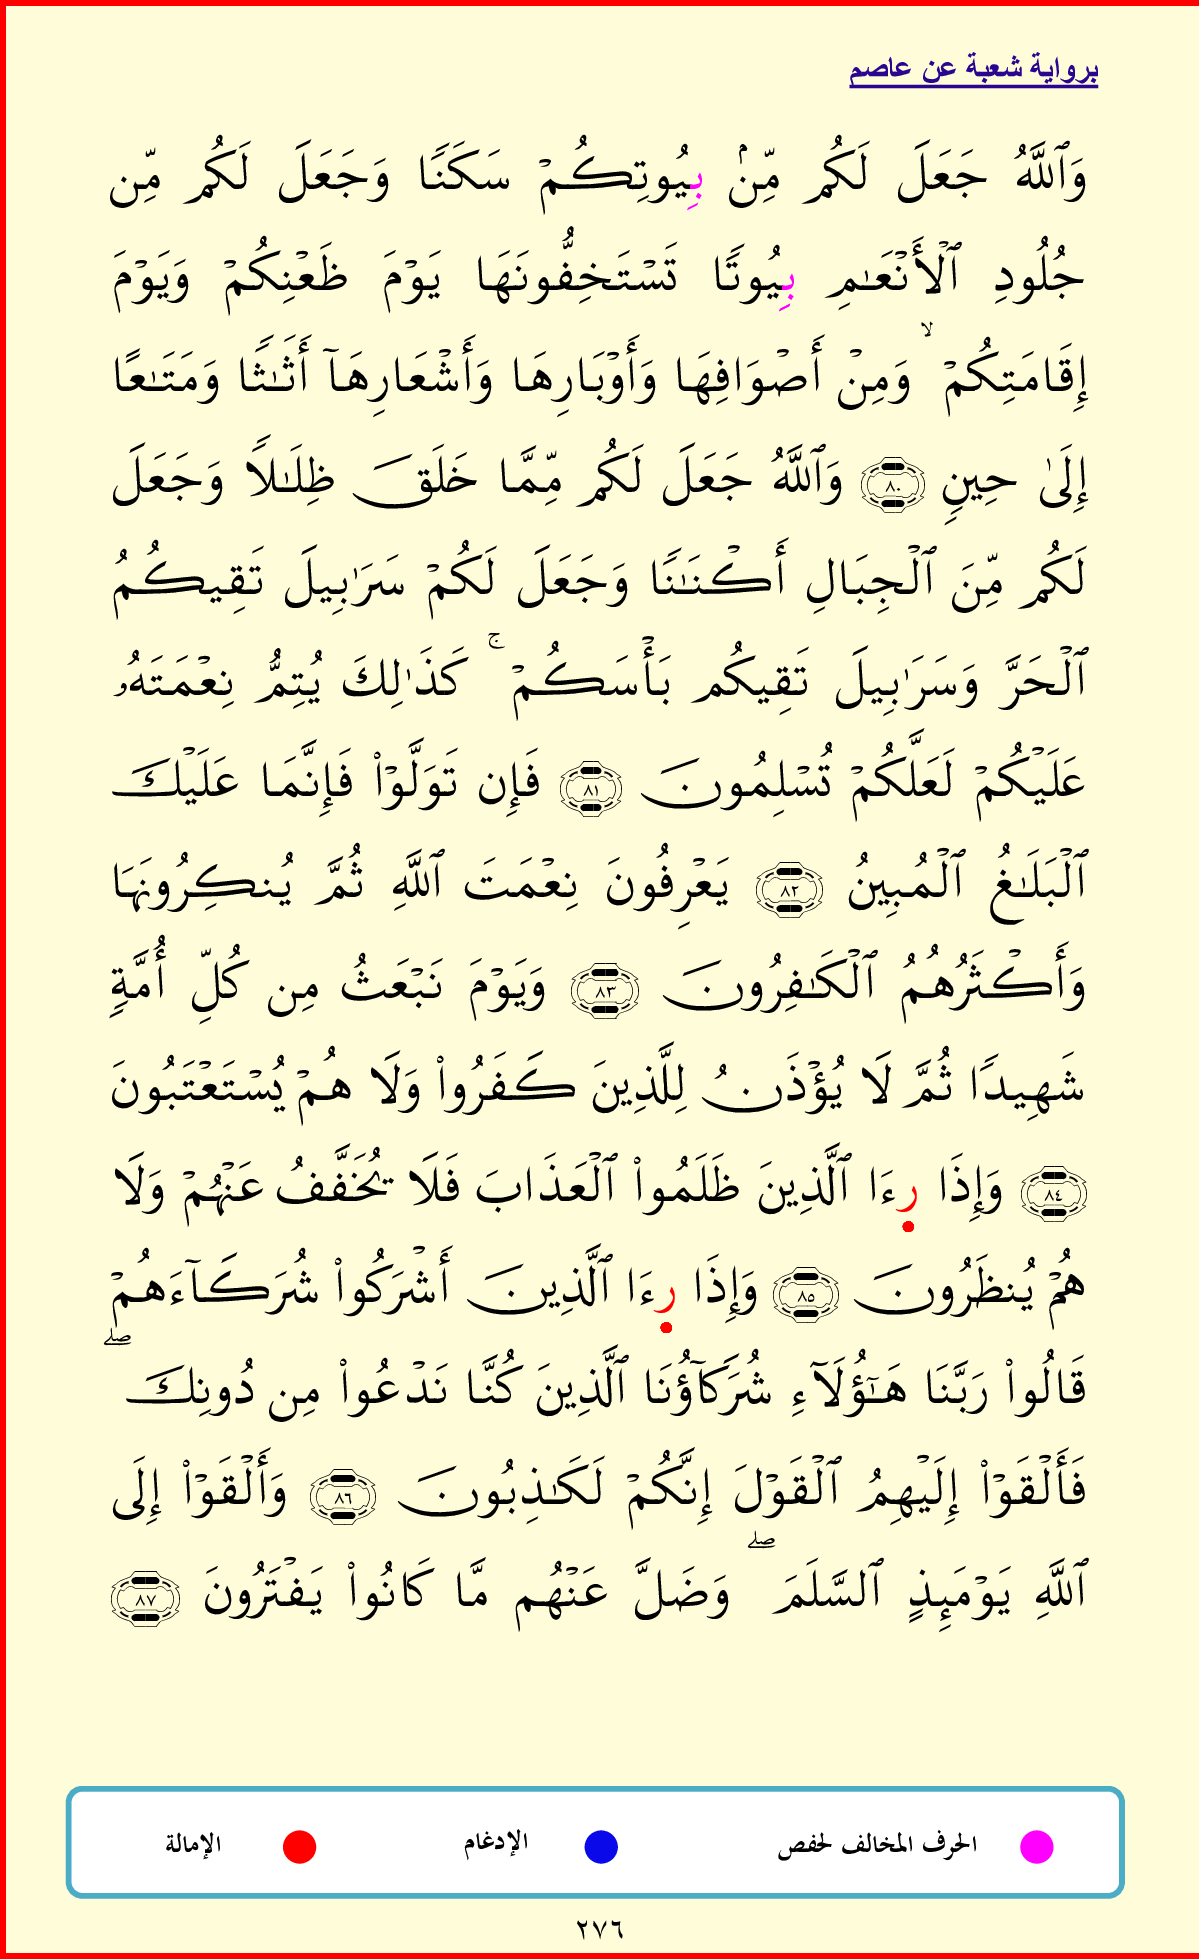 برواية شعبة عن عاصم
وَٱللَّهُ جَعَلَ لَكُم مِّنۢ بِيُوتِكُمۡ سَكَنٗا وَجَعَلَ لَكُم مِّن
جُلُودِ ٱلۡأَنۡعَٰمِ بِيُوتٗا تَسۡتَخِفُّونَهَا يَوۡمَ ظَعۡنِكُمۡ وَيَوۡمَ
إِقَامَتِكُمۡۙ وَمِنۡ أَصۡوَافِهَا وَأَوۡبَارِهَا وَأَشۡعَارِهَآ أَثَٰثٗا وَمَتَٰعًا
إِلَىٰ حِينٖ ٨٠ وَٱللَّهُ جَعَلَ لَكُم مِّمَّا خَلَقَ ظِلَٰلٗا وَجَعَلَ
لَكُم مِّنَ ٱلۡجِبَالِ أَكۡنَٰنٗا وَجَعَلَ لَكُمۡ سَرَٰبِيلَ تَقِيكُمُ
ٱلۡحَرَّ وَسَرَٰبِيلَ تَقِيكُم بَأۡسَكُمۡۚ كَذَٰلِكَ يُتِمُّ نِعۡمَتَهُۥ
عَلَيۡكُمۡ لَعَلَّكُمۡ تُسۡلِمُونَ ٨١ فَإِن تَوَلَّوۡاْ فَإِنَّمَا عَلَيۡكَ
ٱلۡبَلَٰغُ ٱلۡمُبِينُ ٨٢ يَعۡرِفُونَ نِعۡمَتَ ٱللَّهِ ثُمَّ يُنكِرُونَهَا
وَأَكۡثَرُهُمُ ٱلۡكَٰفِرُونَ ٨٣ وَيَوۡمَ نَبۡعَثُ مِن كُلِّ أُمَّةٖ
شَهِيدٗا ثُمَّ لَا يُؤۡذَنُ لِلَّذِينَ كَفَرُواْ وَلَا هُمۡ يُسۡتَعۡتَبُونَ
٨٤ وَإِذَا رِءَا ٱلَّذِينَ ظَلَمُواْ ٱلۡعَذَابَ فَلَا يُخَفَّفُ عَنۡهُمۡ وَلَا
هُمۡ يُنظَرُونَ ٨٥ وَإِذَا رِءَا ٱلَّذِينَ أَشۡرَكُواْ شُرَكَآءَهُمۡ
قَالُواْ رَبَّنَا هَٰٓؤُلَآءِ شُرَكَآؤُنَا ٱلَّذِينَ كُنَّا نَدۡعُواْ مِن دُونِكَۖ
فَأَلۡقَوۡاْ إِلَيۡهِمُ ٱلۡقَوۡلَ إِنَّكُمۡ لَكَٰذِبُونَ ٨٦ وَأَلۡقَوۡاْ إِلَى
ٱللَّهِ يَوۡمَئِذٍ ٱلسَّلَمَۖ وَضَلَّ عَنۡهُم مَّا كَانُواْ يَفۡتَرُونَ ٨٧
الحرف المخالف لحفص الإدغام الإمالة
٢٧٦